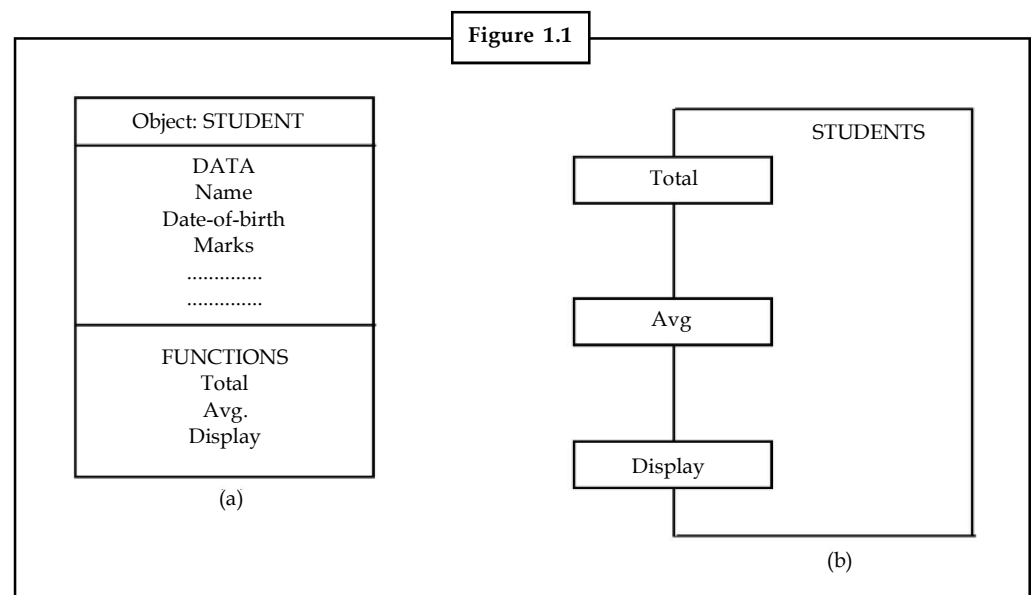 Figure 1.1
Object: STUDENT
DATA
Name
Date-of-birth
Marks
..............
..............
FUNCTIONS
Total
Avg.
Display
(a)
STUDENTS
Total
Avg
Display
(b)